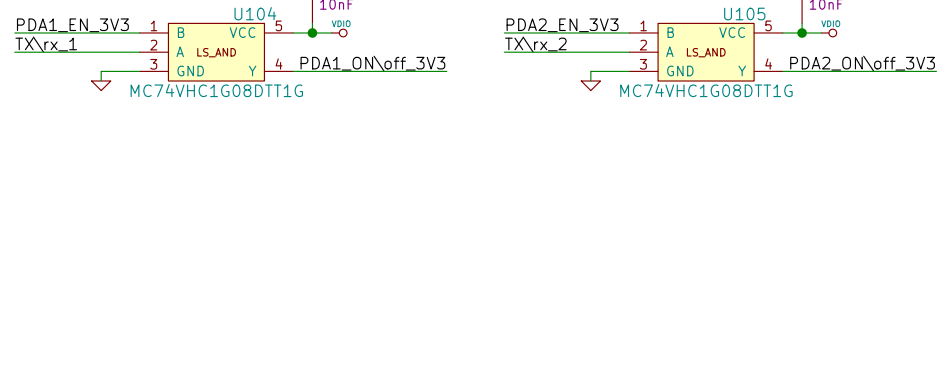 10nF
U104
VDIO
PDA1_EN_3V3 1 B VCC 5
TX\rx_1 2 A LS_AND
3 GND Y 4 PDA1_ON\off_3V3
MC74VHC1G08DTT1G
10nF
U105
VDIO
PDA2_EN_3V3 1 B VCC 5
TX\rx_2 2 A LS_AND
3 GND Y 4 PDA2_ON\off_3V3
MC74VHC1G08DTT1G